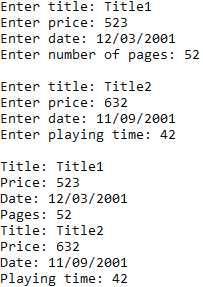 Enter title: Title1
Enter price: 523
Enter date: 12/03/2001
Enter number of pages: 52
Enter title: Title2
Enter price: 632
Enter date: 11/09/2001
Enter playing time: 42
Title: Title1
Price: 523
Date: 12/03/2001
Pages: 52
Title: Title2
Price: 632
Date: 11/09/2001
Playing time: 42